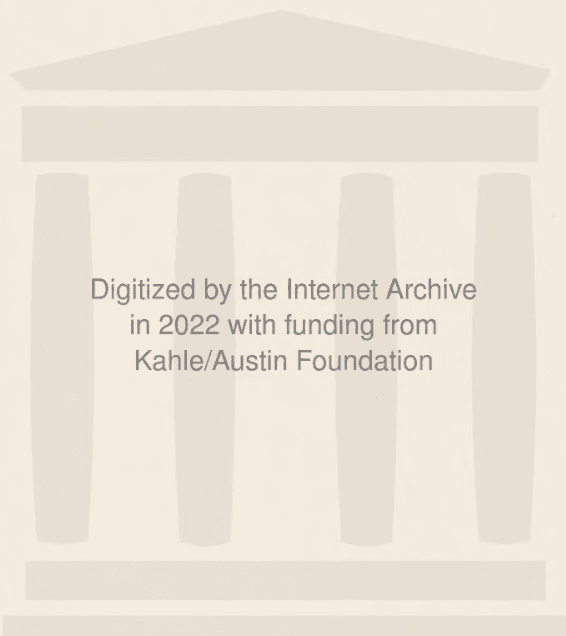 Digitized by the Internet Archive
in 2022 with funding from
Kahle/Austin Foundation